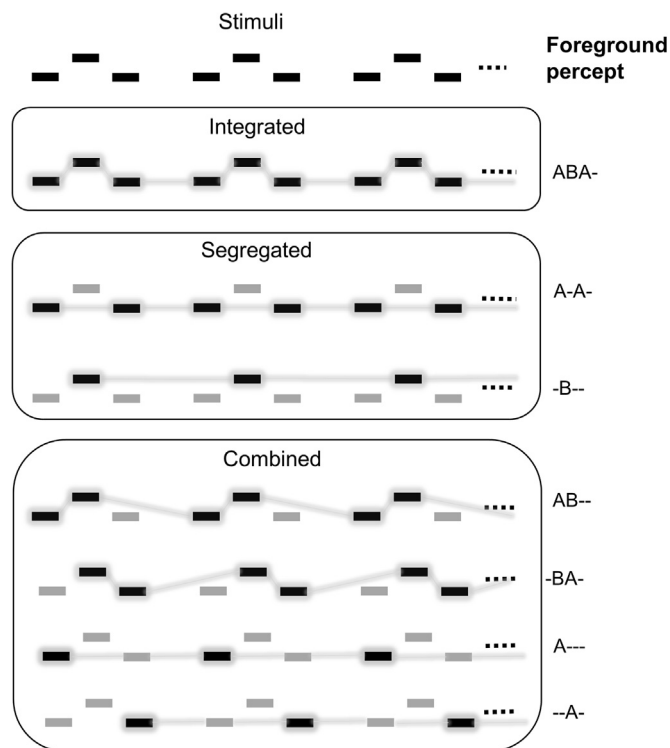 Stimuli
Foreground
percept
Integrated
ABA-
Segregated
A-A-
-B--
Combined
AB--
-BA-
A---
--A-